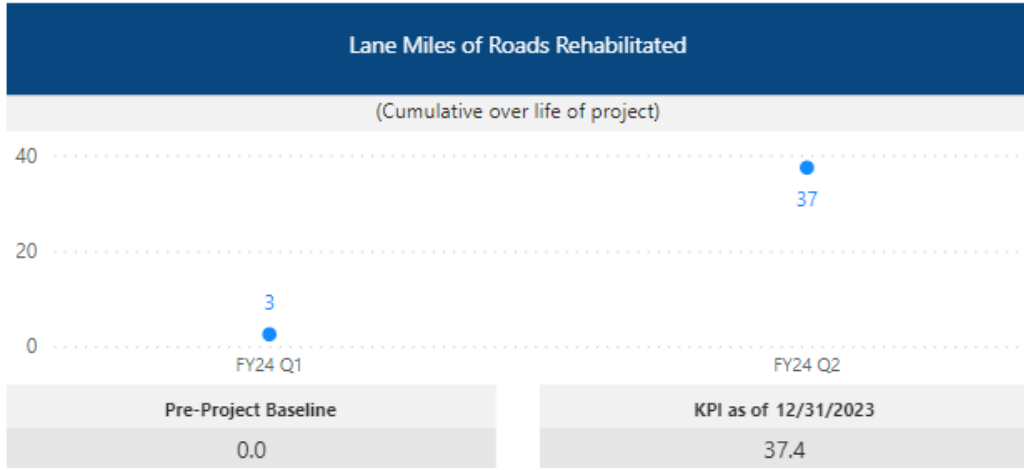 Lane Miles of Roads Rehabilitated
(Cumulative over life of project)
40
37
20
3
0
FY24 Q1 FY24 Q2
Pre-Project Baseline KPI as of 12/31/2023
0.0 37.4